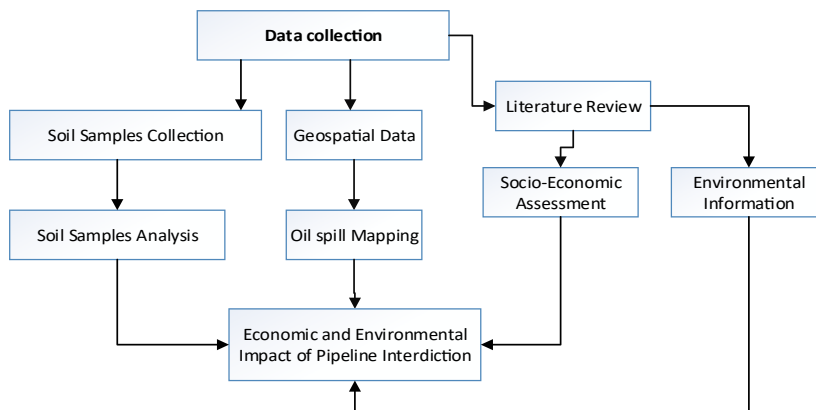 Data collection
Literature Review
Soil Samples Collection
Geospatial Data
Socio-Economic
Assessment
Environmental
Information
Soil Samples Analysis
Oil spill Mapping
Economic and Environmental
Impact of Pipeline Interdiction